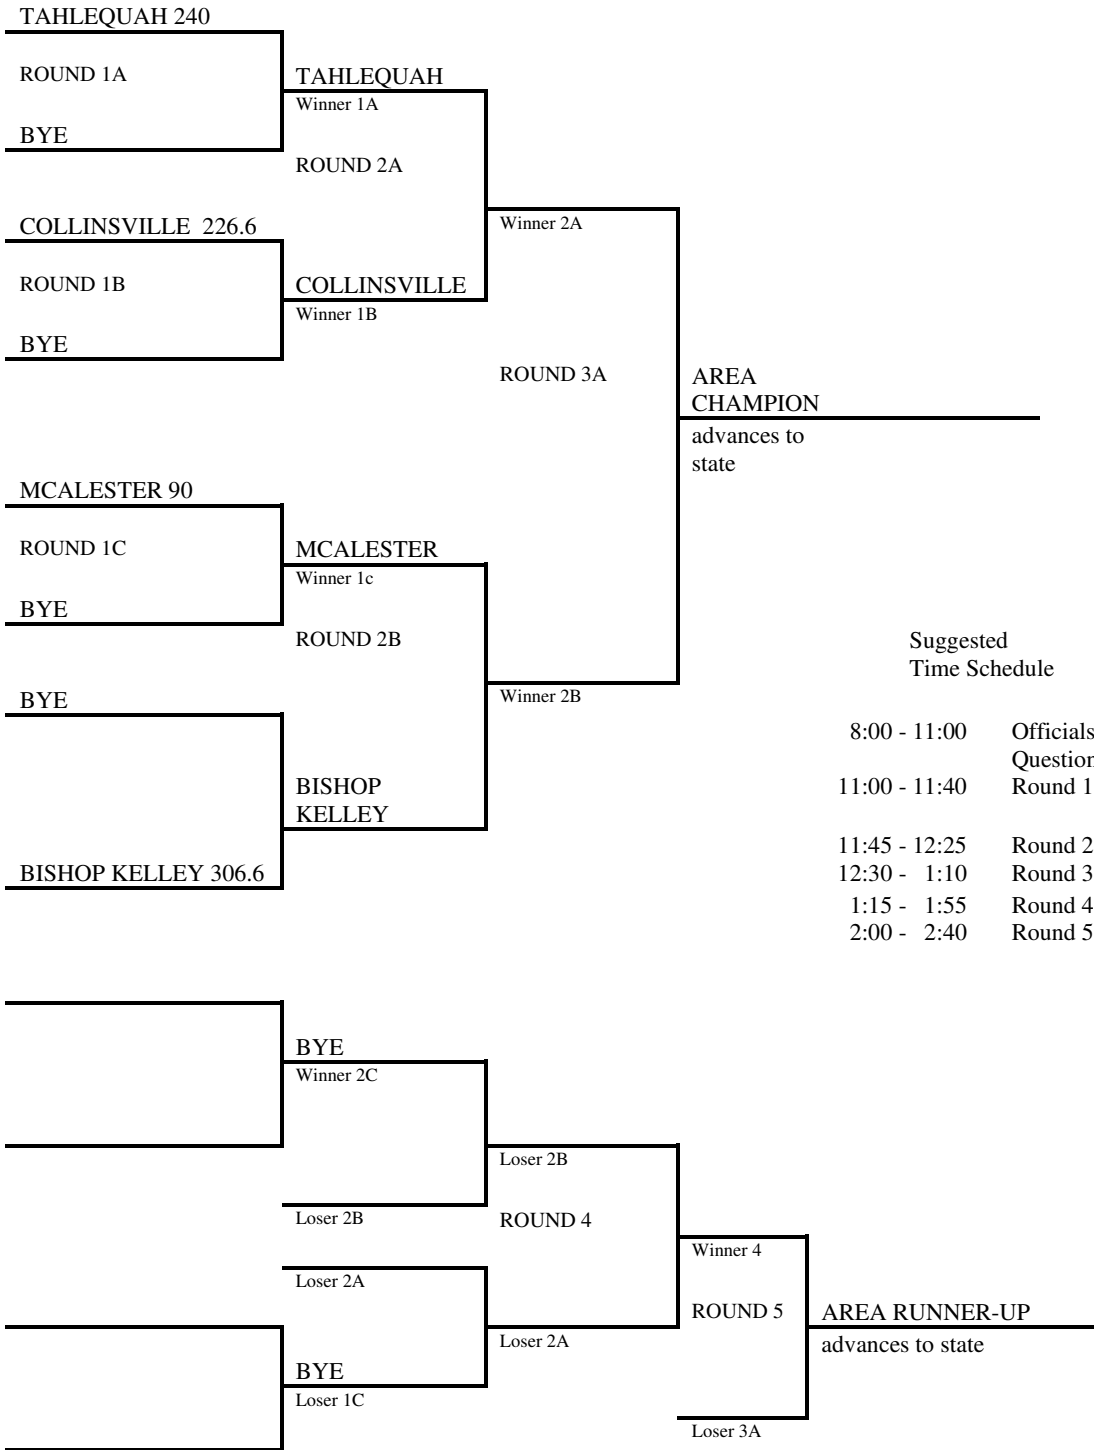 TAHLEQUAH 240
ROUND 1A
TAHLEQUAH
Winner 1A
BYE
ROUND 2A
COLLINSVILLE  226.6
Winner 2A
ROUND 1B
COLLINSVILLE
Winner 1B
BYE
ROUND 3A
AREA
CHAMPION
advances to
state
MCALESTER 90
ROUND 1C
MCALESTER
Winner 1c
BYE
ROUND 2B
Suggested
Time Schedule
BYE
Winner 2B
8:00 - 11:00 Officials
Question
BISHOP
KELLEY
11:00 - 11:40 Round 1
11:45 - 12:25 Round 2
BISHOP KELLEY 306.6
12:30 - 1:10 Round 3
1:15 - 1:55 Round 4
2:00 - 2:40 Round 5
BYE
Winner 2C
Loser 2B
Loser 2B
ROUND 4
Winner 4
Loser 2A
ROUND 5
AREA RUNNER-UP
advances to state
Loser 2A
BYE
Loser 1C
Loser 3A